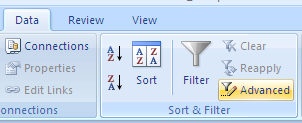 Data Review View
Connections
Properties
Edit Links
onnections
A
Z
Z
A
A Z
Z A
Sort
Filter
Clear
Reapply
Advanced
Sort & Filter